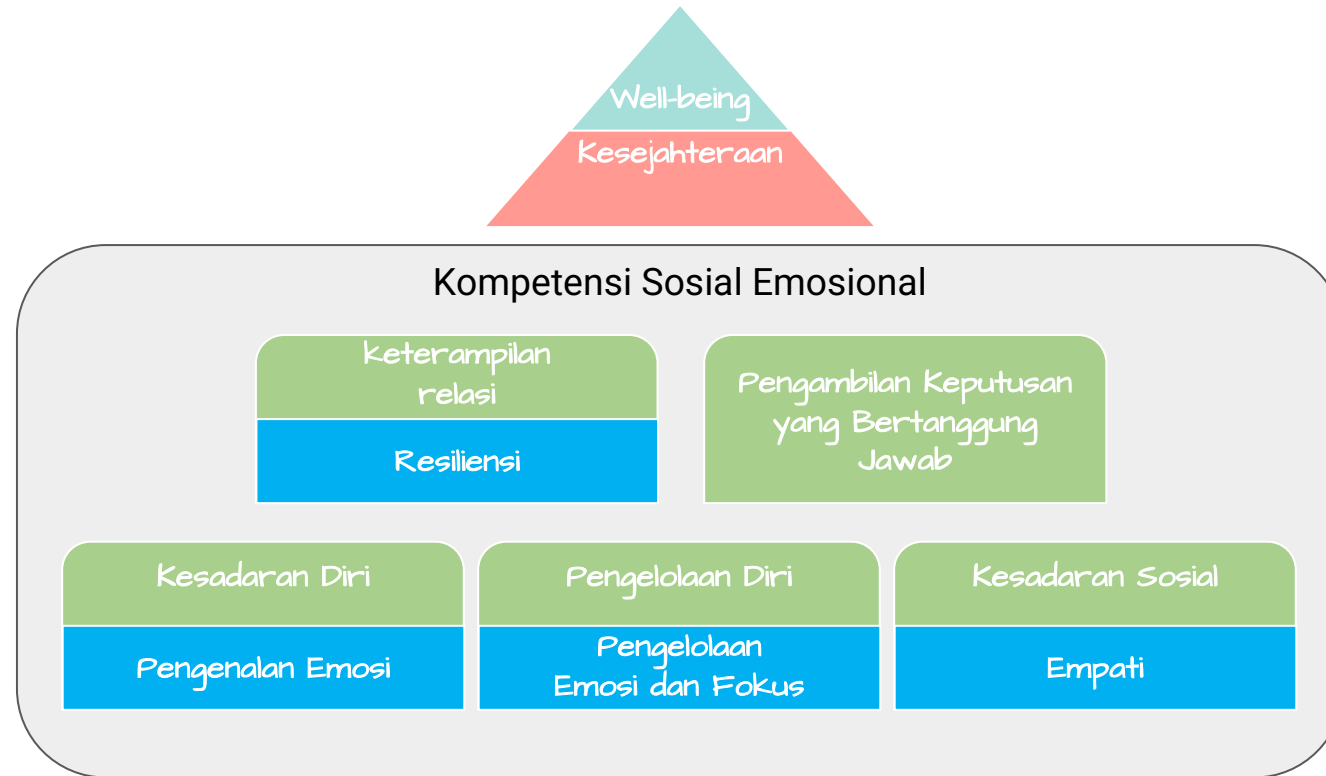 Well-being
Kesejahteraan
Kompetensi Sosial Emosional
Keterampilan
relasi
Resiliensi
Pengambilan Keputusan
yang Bertanggung
Jawab
Kesadaran Diri
Pengenalan Emosi
Pengelolaan Diri
Pengelolaan
Emosi dan Fokus
Kesadaran Sosial
Empati